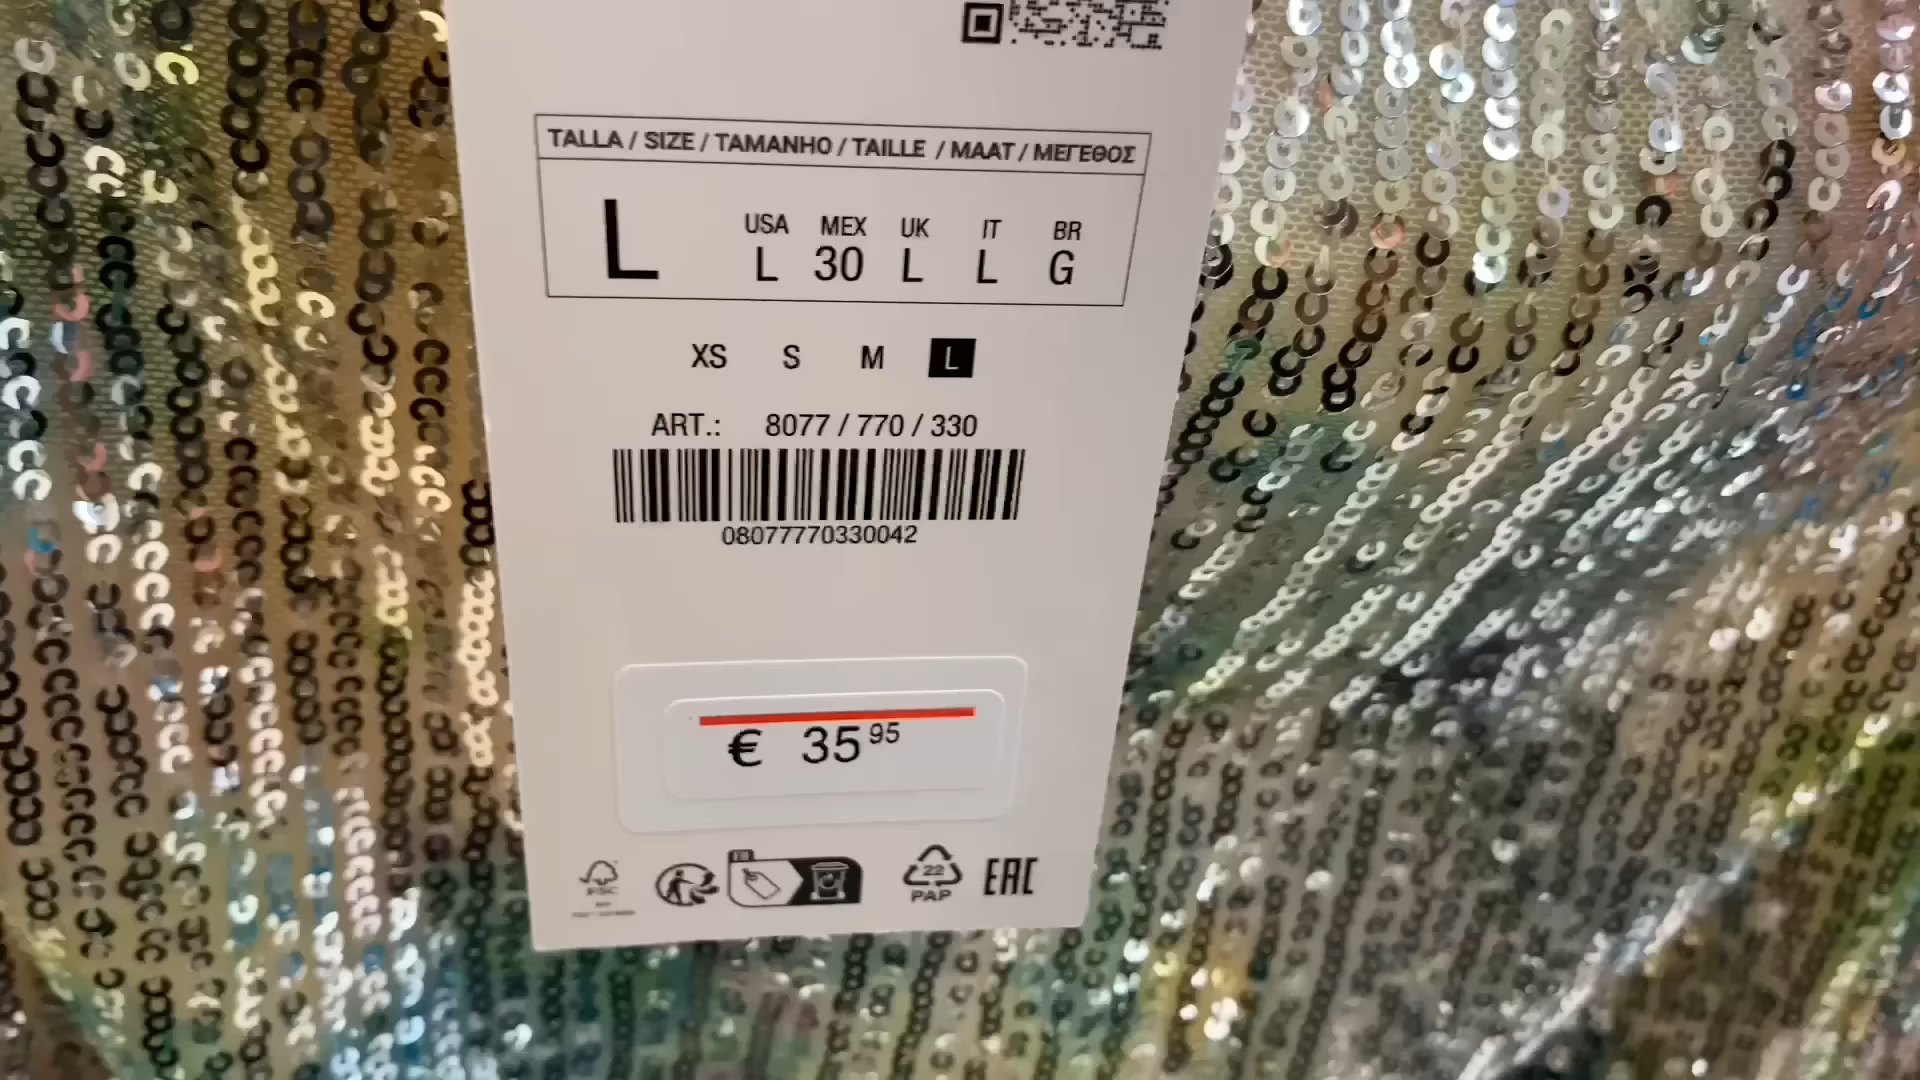 TALLA / SIZE / TAMANHO / TAILLE / MAAT / ΜΕΓΕΘΟΣ
L
USA MEX UK IT BR
L 30 L L G
XS S M L
ART.: 8077 / 770 / 330
08077770330042
€ 35 95
FSC
22
PAP
EAC